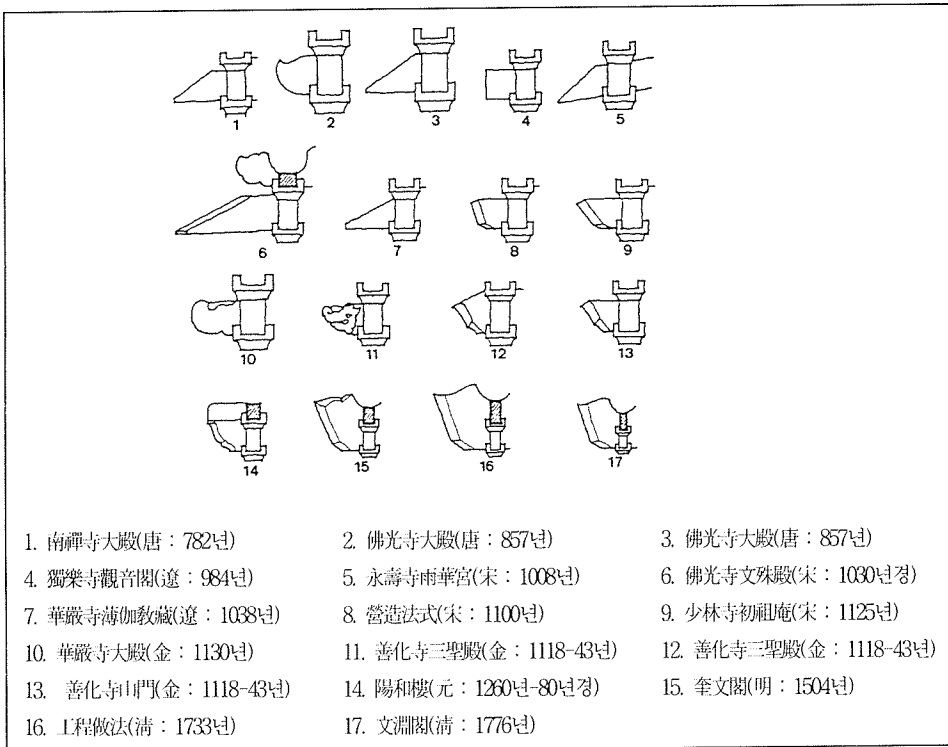 1 2 3 4 5
6 7 8 9
10 11 12 13
14 15 16 17
1. 南禪寺大殿(唐 : 782년) 2. 佛光寺大殿(唐 : 857년) 3. 佛光寺大殿(唐 : 857년)
4. 獨樂寺觀音閣(遼 : 984년) 5. 永壽寺雨華宮(宋 : 1008년) 6. 佛光寺文殊殿(宋 : 1030년경)
7. 華嚴寺薄伽敎藏(遼 : 1038년) 8. 營造法式(宋 : 1100년) 9. 少林寺初祖庵(宋 : 1125년)
10. 華嚴寺大殿(金 : 1130년) 11. 善化寺三聖殿(金 : 1118-43년) 12. 善化寺三聖殿(金 : 1118-43년)
13. 善化寺山門(金 : 1118-43년) 14. 陽和樓(元 : 1260년-80년경) 15. 奎文閣(明 : 1504년)
16. 工程做法(淸 : 1733년) 17. 文淵閣(淸 : 1776년)